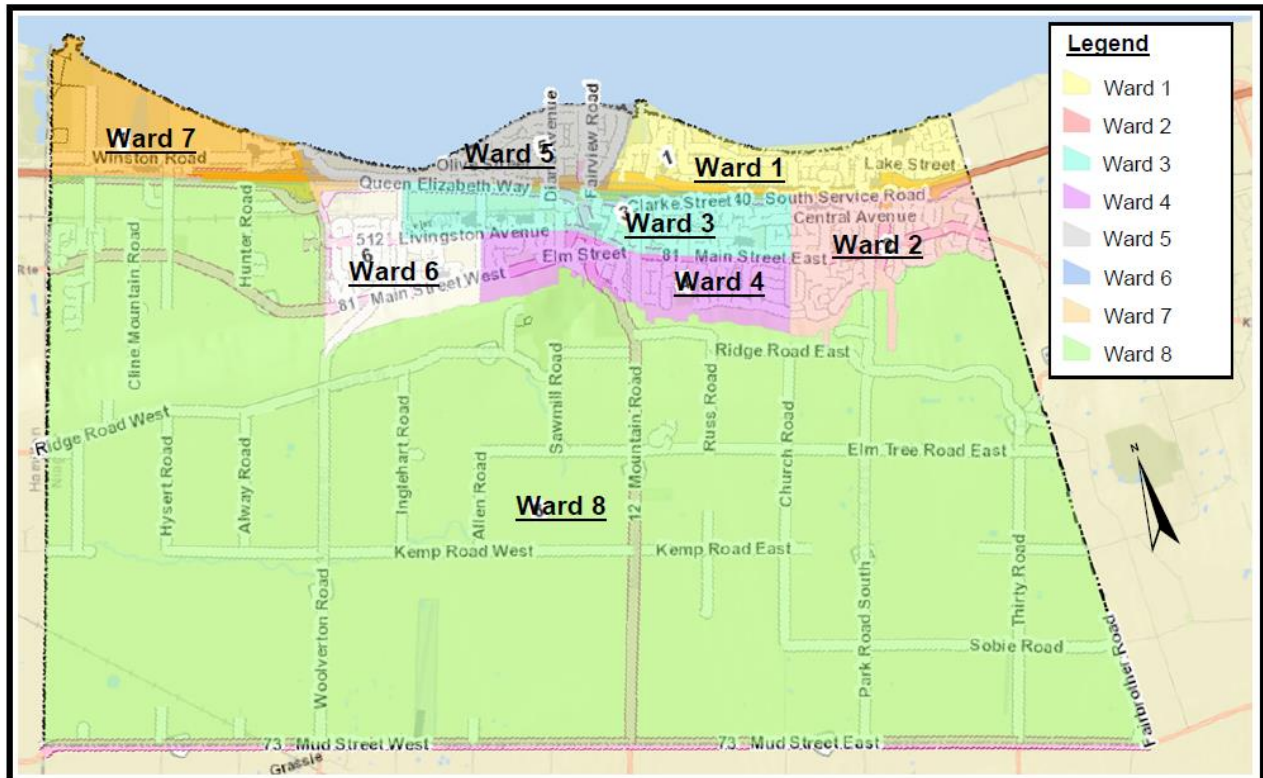 Legend
Ward 1
Ward 2
Ward 3
Ward 4
Ward 5
Ward 6
Ward 7
Ward 8
Ward 7
Winston Road
Ward 5
Fairview Road
Ward 1
1
Lake Street
Queen Elizabeth Way
Clarke Street
40 South Service Road
3
Ward 3
Central Avenue
Ward 2
512 Livingston Avenue
6
Ward 6
Elm Street
81 Main Street East
81 Main Street West
Ward 4
Cline Mountain Road
Hunter Road
Ridge Road East
Ridge Road West
Hysert Road
Alway Road
Inglehart Road
Allen Road
Sawmill Road
12 Mountain Road
Russ Road
Church Road
Elm Tree Road East
Ward 8
Kemp Road West
Kemp Road East
Woolverton Road
Park Road South
Thirty Road
Sobie Road
Fairbrother Road
73 Mud Street West
73 Mud Street East
Grassie
N